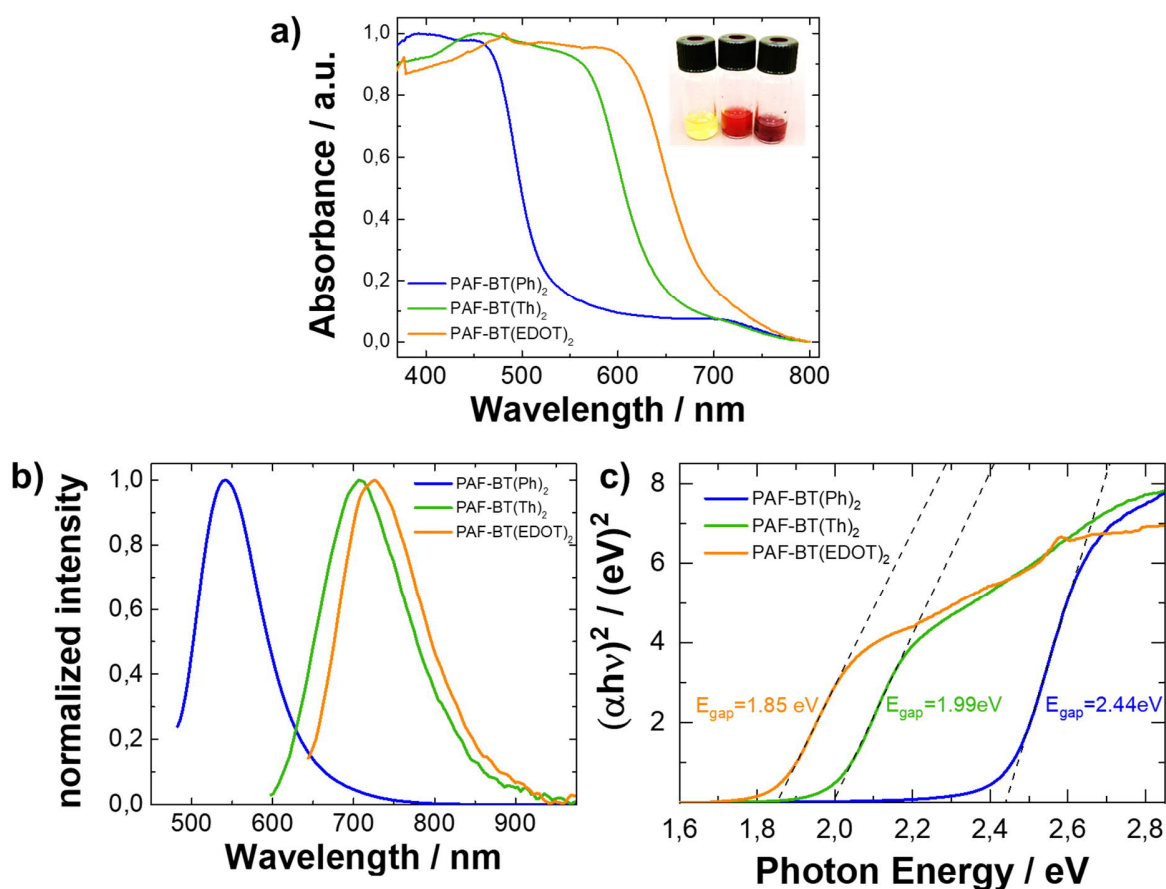 a)
Absorbance / a.u.
1,0
0,8
0,6
0,4
0,2
0,0
PAF-BT(Ph)₂
PAF-BT(Th)₂
PAF-BT(EDOT)₂
400 500 600 700 800
Wavelength / nm
b)
normalized intensity
1,0
0,8
0,6
0,4
0,2
0,0
PAF-BT(Ph)₂
PAF-BT(Th)₂
PAF-BT(EDOT)₂
500 600 700 800 900
Wavelength / nm
c)
(αhν)² / (eV)²
8
6
4
2
PAF-BT(Ph)₂
PAF-BT(Th)₂
PAF-BT(EDOT)₂
E_gap=1.85 eV
E_gap=1.99eV
E_gap=2.44eV
1,6 1,8 2,0 2,2 2,4 2,6 2,8
Photon Energy / eV